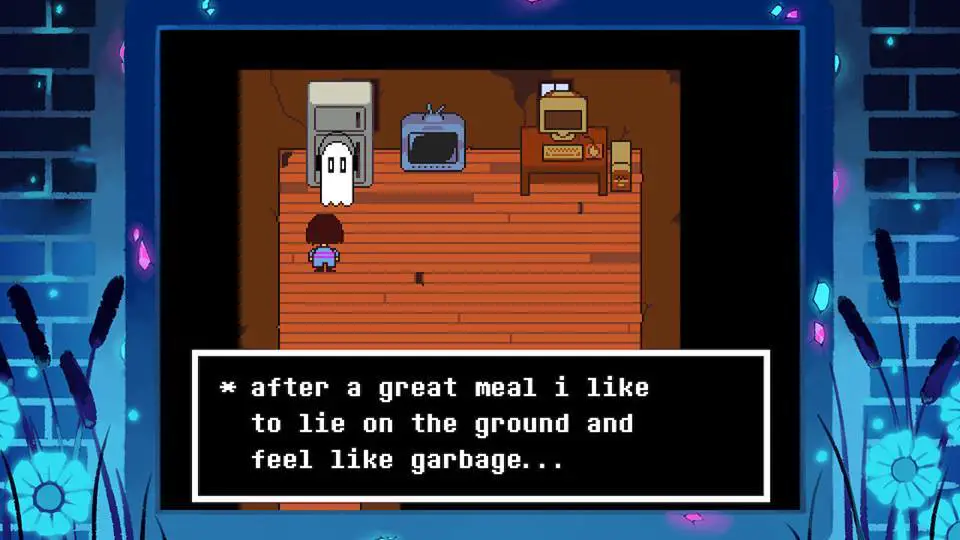 * after a great meal i like
to lie on the ground and
feel like garbage...